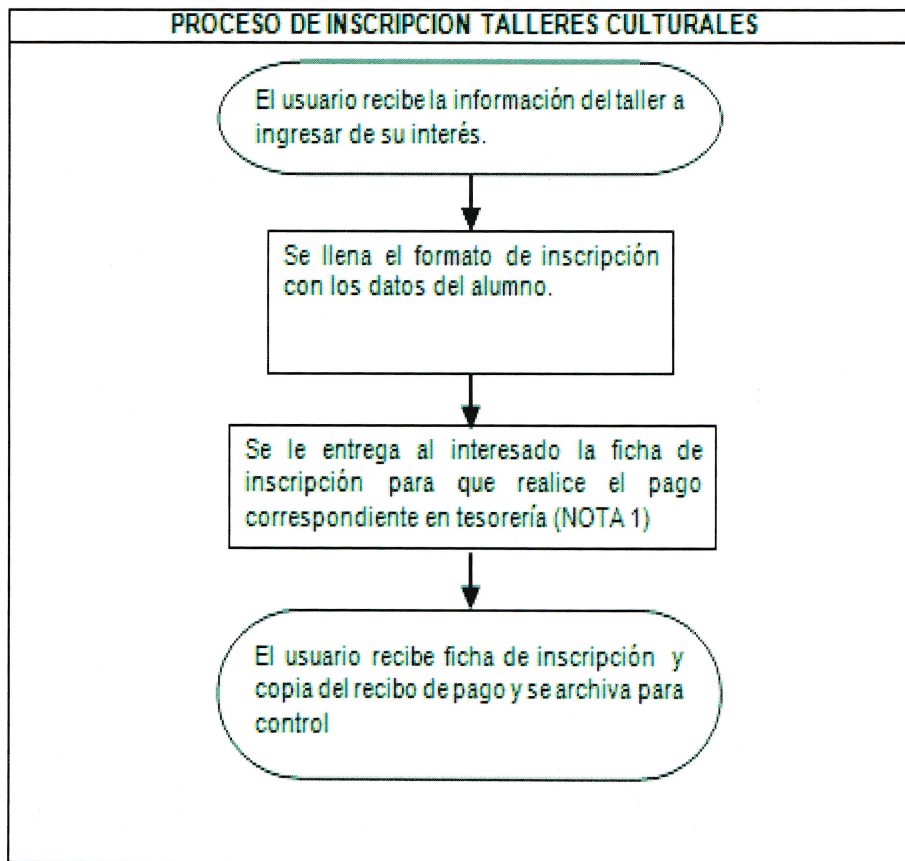 PROCESO DE INSCRIPCION TALLERES CULTURALES
El usuario recibe la información del taller a
ingresar de su interés.
Se llena el formato de inscripción
con los datos del alumno.
Se le entrega al interesado la ficha de
inscripción para que realice el pago
correspondiente en tesorería (NOTA 1)
El usuario recibe ficha de inscripción y
copia del recibo de pago y se archiva para
control